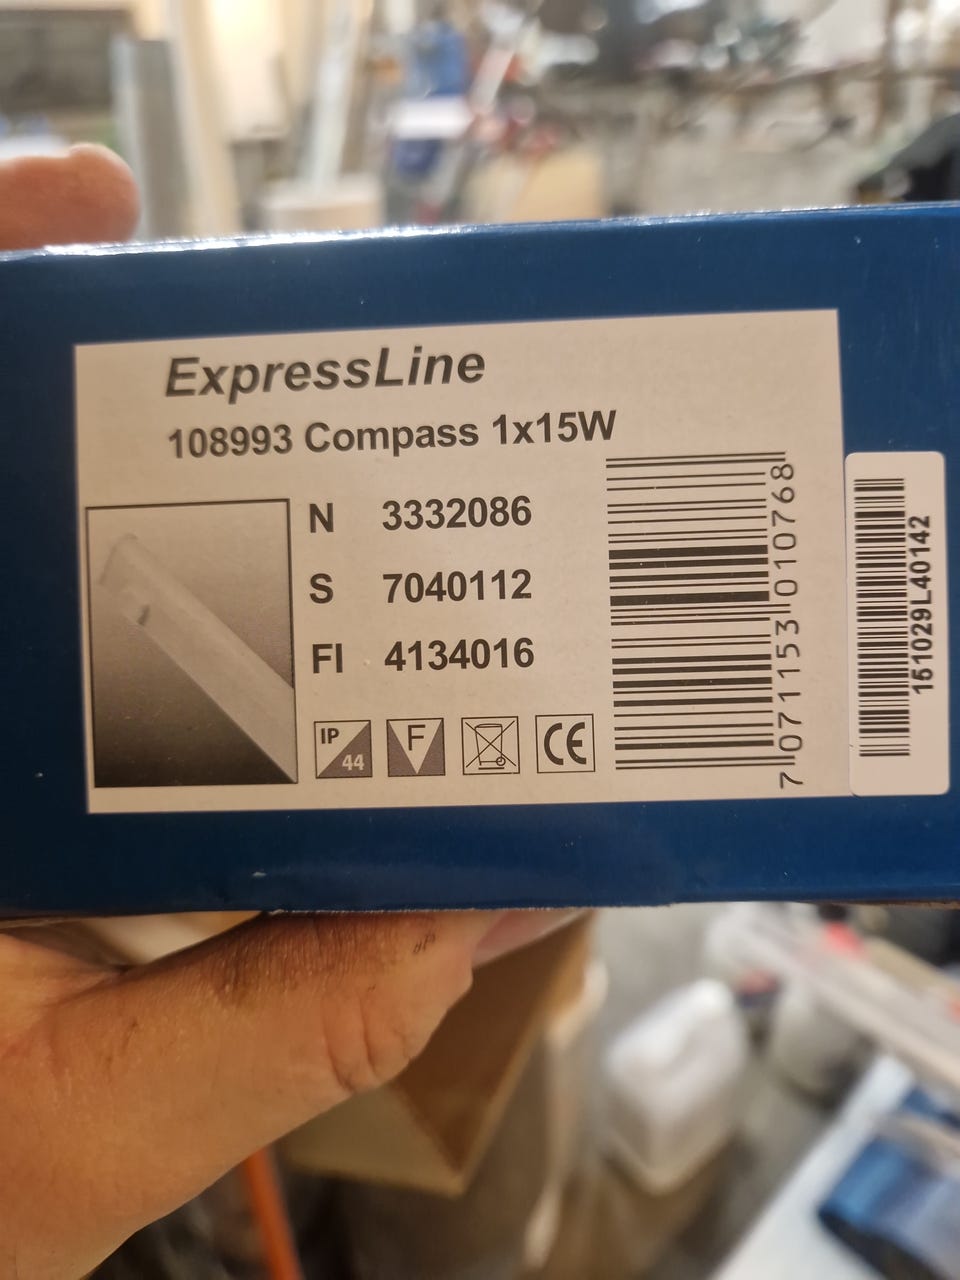 ExpressLine
108993 Compass 1x15W
N 3332086
S 7040112
FI 4134016
IP 44
F
CE
7 071153 010768
151029L40142